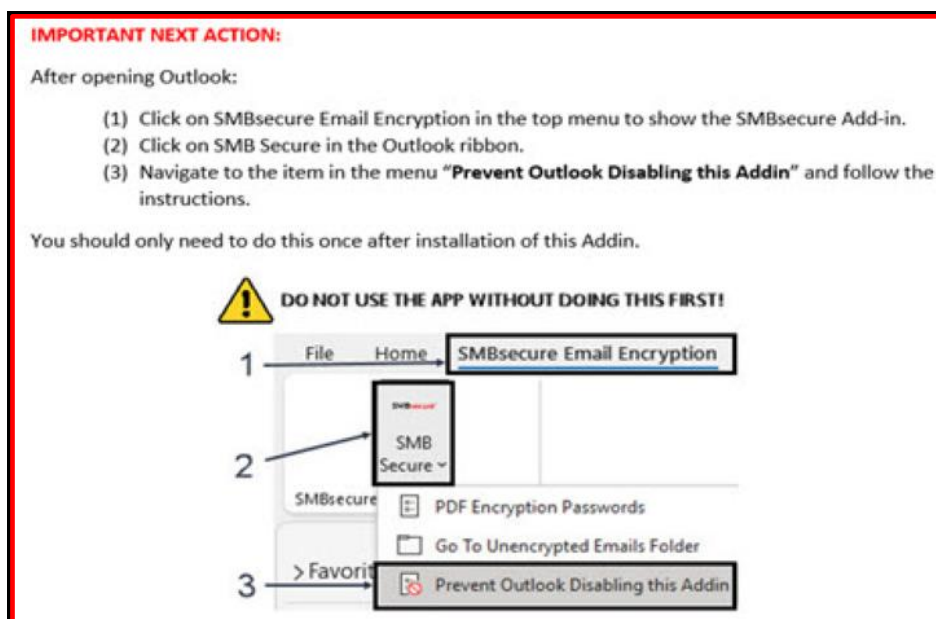 IMPORTANT NEXT ACTION:
After opening Outlook:
(1) Click on SMBsecure Email Encryption in the top menu to show the SMBsecure Add-in.
(2) Click on SMB Secure in the Outlook ribbon.
(3) Navigate to the item in the menu “Prevent Outlook Disabling this Addin” and follow the
instructions.
You should only need to do this once after installation of this Addin.
DO NOT USE THE APP WITHOUT DOING THIS FIRST!
1 File Home SMBsecure Email Encryption
SMBsecure
2 SMB
Secure
SMBsecure
PDF Encryption Passwords
Go To Unencrypted Emails Folder
> Favorit
3 Prevent Outlook Disabling this Addin